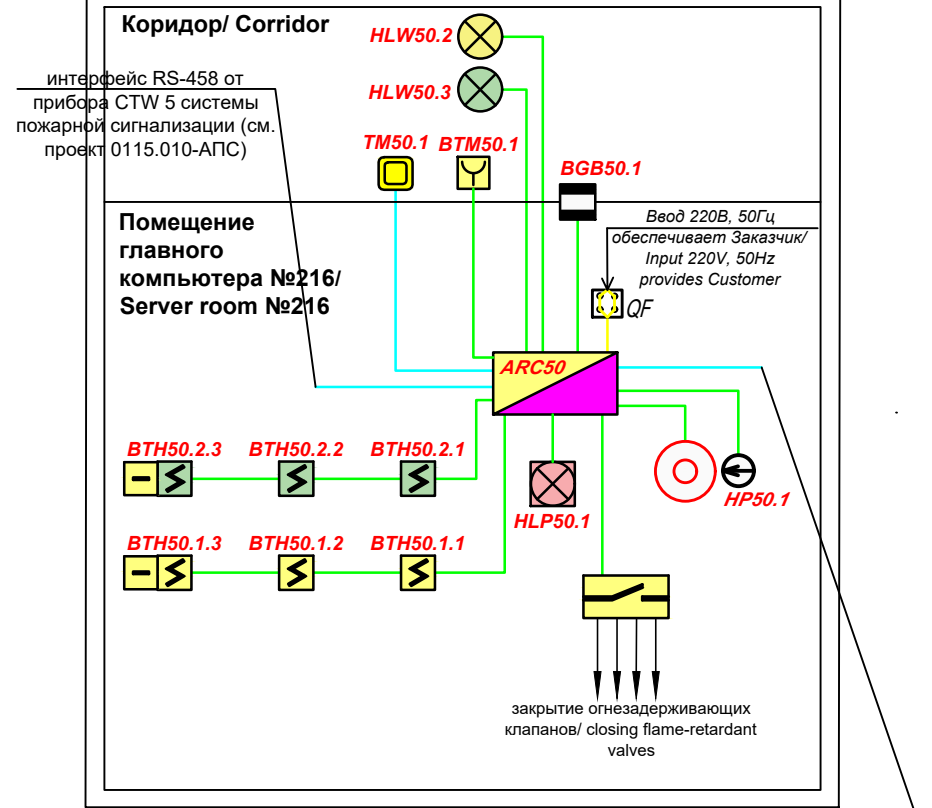 Коридор/ Corridor
HLW50.2
интерфейс RS-458 от
прибора CTW 5 системы
пожарной сигнализации (см.
проект 0115.010-АПС)
HLW50.3
TM50.1 BTM50.1
BGB50.1
Помещение
главного
компьютера №216/
Server room №216
Ввод 220В, 50Гц
обеспечивает Заказчик/
Input 220V, 50Hz
provides Customer
QF
ARC50
BTH50.2.3 BTH50.2.2 BTH50.2.1
HP50.1
HLP50.1
BTH50.1.3 BTH50.1.2 BTH50.1.1
закрытие огнезадерживающих
клапанов/ closing flame-retardant
valves